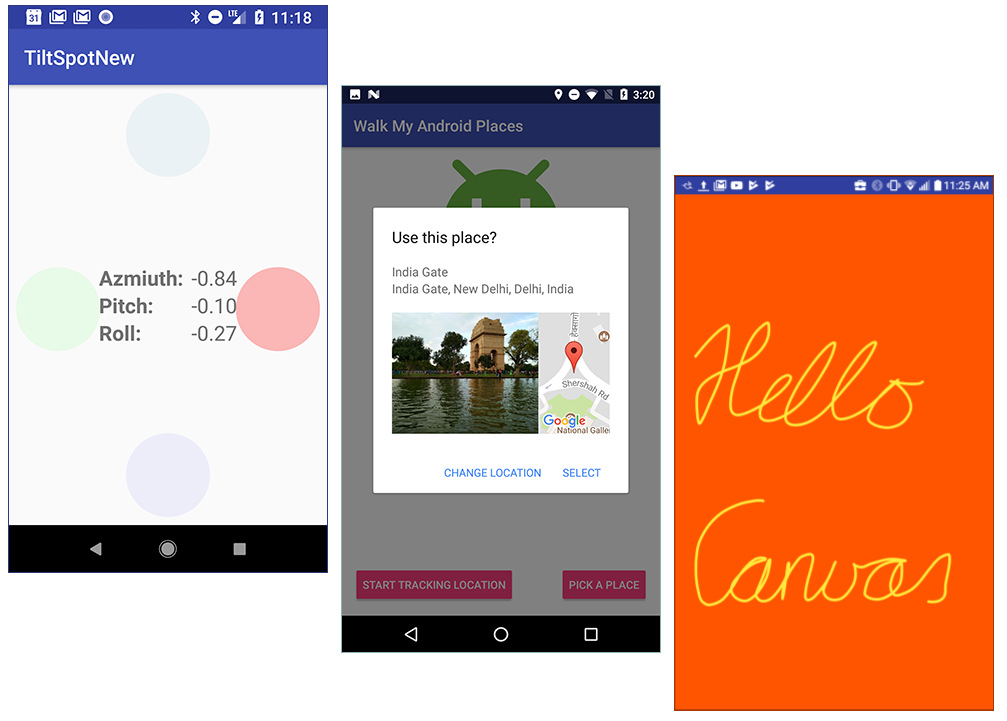 31 LTE 11:18
TiltSpotNew
Azmiuth: -0.84
Pitch: -0.10
Roll: -0.27
3:20
Walk My Android Places
Use this place?
India Gate
India Gate, New Delhi, Delhi, India
Shershah Rd
Google
National Galle
CHANGE LOCATION SELECT
START TRACKING LOCATION PICK A PLACE
11:25 AM
Hello
Canvas